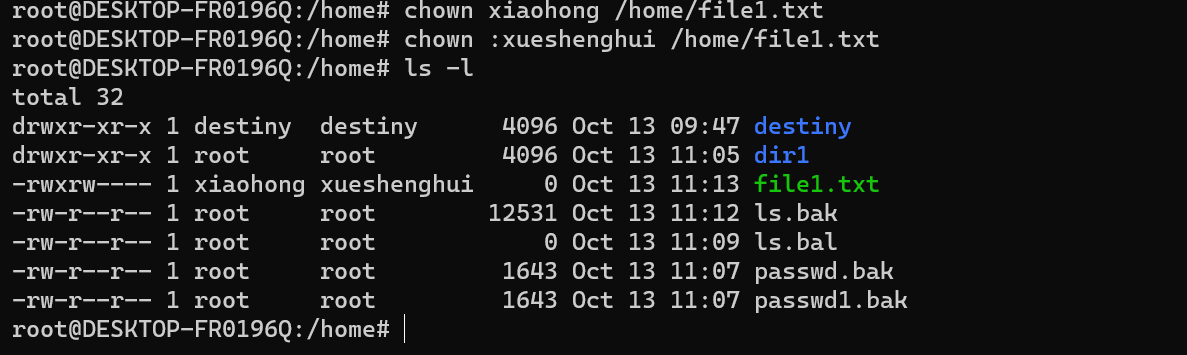 root@DESKTOP-FR0196Q:/home# chown xiaohong /home/file1.txt
root@DESKTOP-FR0196Q:/home# chown :xueshenghui /home/file1.txt
root@DESKTOP-FR0196Q:/home# ls -l
total 32
drwxr-xr-x 1 destiny  destiny      4096 Oct 13 09:47 destiny
drwxr-xr-x 1 root     root         4096 Oct 13 11:05 dir1
-rwxrw---- 1 xiaohong xueshenghui     0 Oct 13 11:13 file1.txt
-rw-r--r-- 1 root     root        12531 Oct 13 11:12 ls.bak
-rw-r--r-- 1 root     root            0 Oct 13 11:09 ls.bal
-rw-r--r-- 1 root     root         1643 Oct 13 11:07 passwd.bak
-rw-r--r-- 1 root     root         1643 Oct 13 11:07 passwd1.bak
root@DESKTOP-FR0196Q:/home#